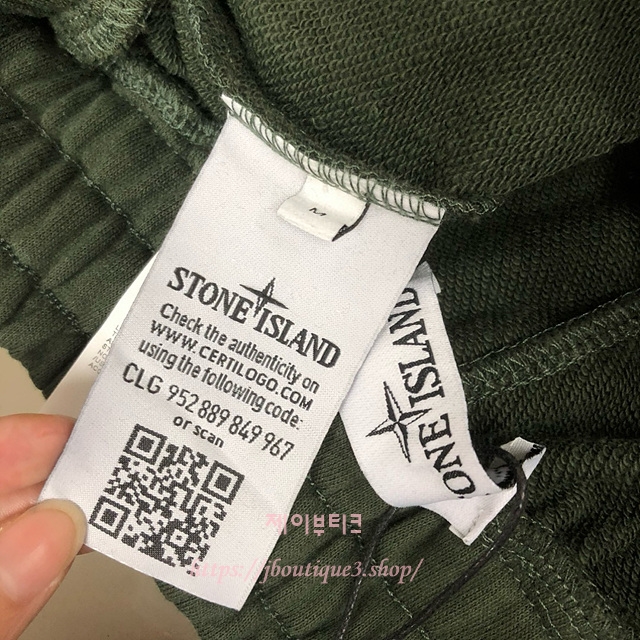 M
STONE ISLAND
Check the authenticity on
WWW.CERTILOGO.COM
using the following code:
CLG 952 889 849 967
or scan
ONE ISLAND
제이부티크
https://jboutique3.shop/